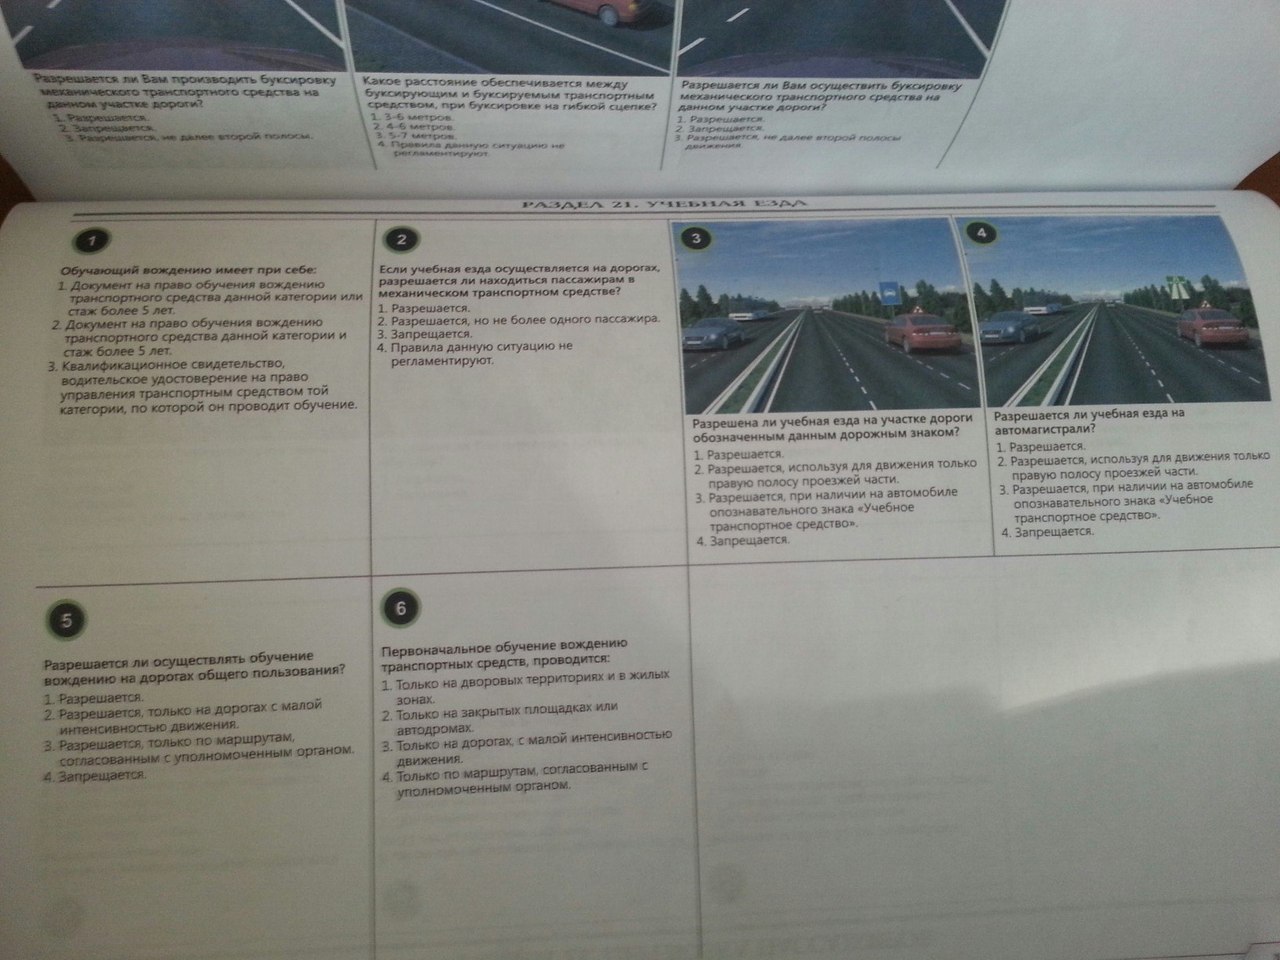 Разрешается ли Вам производить буксировку
механического транспортного средства на
данном участке дороги?
1. Разрешается.
2. Запрещается.
3. Разрешается, не далее второй полосы.
Какое расстояние обеспечивается между
буксирующим и буксируемым транспортным
средством, при буксировке на гибкой сцепке?
1. 3-6 метров.
2. 4-6 метров.
3. 5-7 метров.
4. Правила данную ситуацию не
регламентируют.
Разрешается ли Вам осуществить буксировку
механического транспортного средства на
данном участке дороги?
1. Разрешается.
2. Запрещается.
3. Разрешается, не далее второй полосы
движения.
РАЗДЕЛ 21. УЧЕБНАЯ ЕЗДА
1
Обучающий вождению имеет при себе:
1. Документ на право обучения вождению
транспортного средства данной категории или
стаж более 5 лет.
2. Документ на право обучения вождению
транспортного средства данной категории и
стаж более 5 лет.
3. Квалификационное свидетельство,
водительское удостоверение на право
управления транспортным средством той
категории, по которой он проводит обучение.
2
Если учебная езда осуществляется на дорогах,
разрешается ли находиться пассажирам в
механическом транспортном средстве?
1. Разрешается.
2. Разрешается, но не более одного пассажира.
3. Запрещается.
4. Правила данную ситуацию не
регламентируют.
3
Разрешена ли учебная езда на участке дороги
обозначенным данным дорожным знаком?
1. Разрешается.
2. Разрешается, используя для движения только
правую полосу проезжей части.
3. Разрешается, при наличии на автомобиле
опознавательного знака «Учебное
транспортное средство».
4. Запрещается.
4
Разрешается ли учебная езда на
автомагистрали?
1. Разрешается.
2. Разрешается, используя для движения только
правую полосу проезжей части.
3. Разрешается, при наличии на автомобиле
опознавательного знака «Учебное
транспортное средство».
4. Запрещается.
5
Разрешается ли осуществлять обучение
вождению на дорогах общего пользования?
1. Разрешается.
2. Разрешается, только на дорогах с малой
интенсивностью движения.
3. Разрешается, только по маршрутам,
согласованным с уполномоченным органом.
4. Запрещается.
6
Первоначальное обучение вождению
транспортных средств, проводится:
1. Только на дворовых территориях и в жилых
зонах.
2. Только на закрытых площадках или
автодромах.
3. Только на дорогах, с малой интенсивностью
движения.
4. Только по маршрутам, согласованным с
уполномоченным органом.